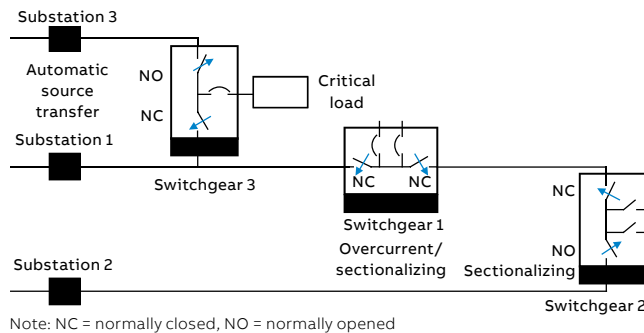 Substation 3
Automatic
source
transfer
NO
NC
Critical
load
Substation 1
Switchgear 3
NC
NC
Switchgear 1
Overcurrent/
sectionalizing
NC
NO
Sectionalizing
Switchgear 2
Substation 2
Note: NC = normally closed, NO = normally opened